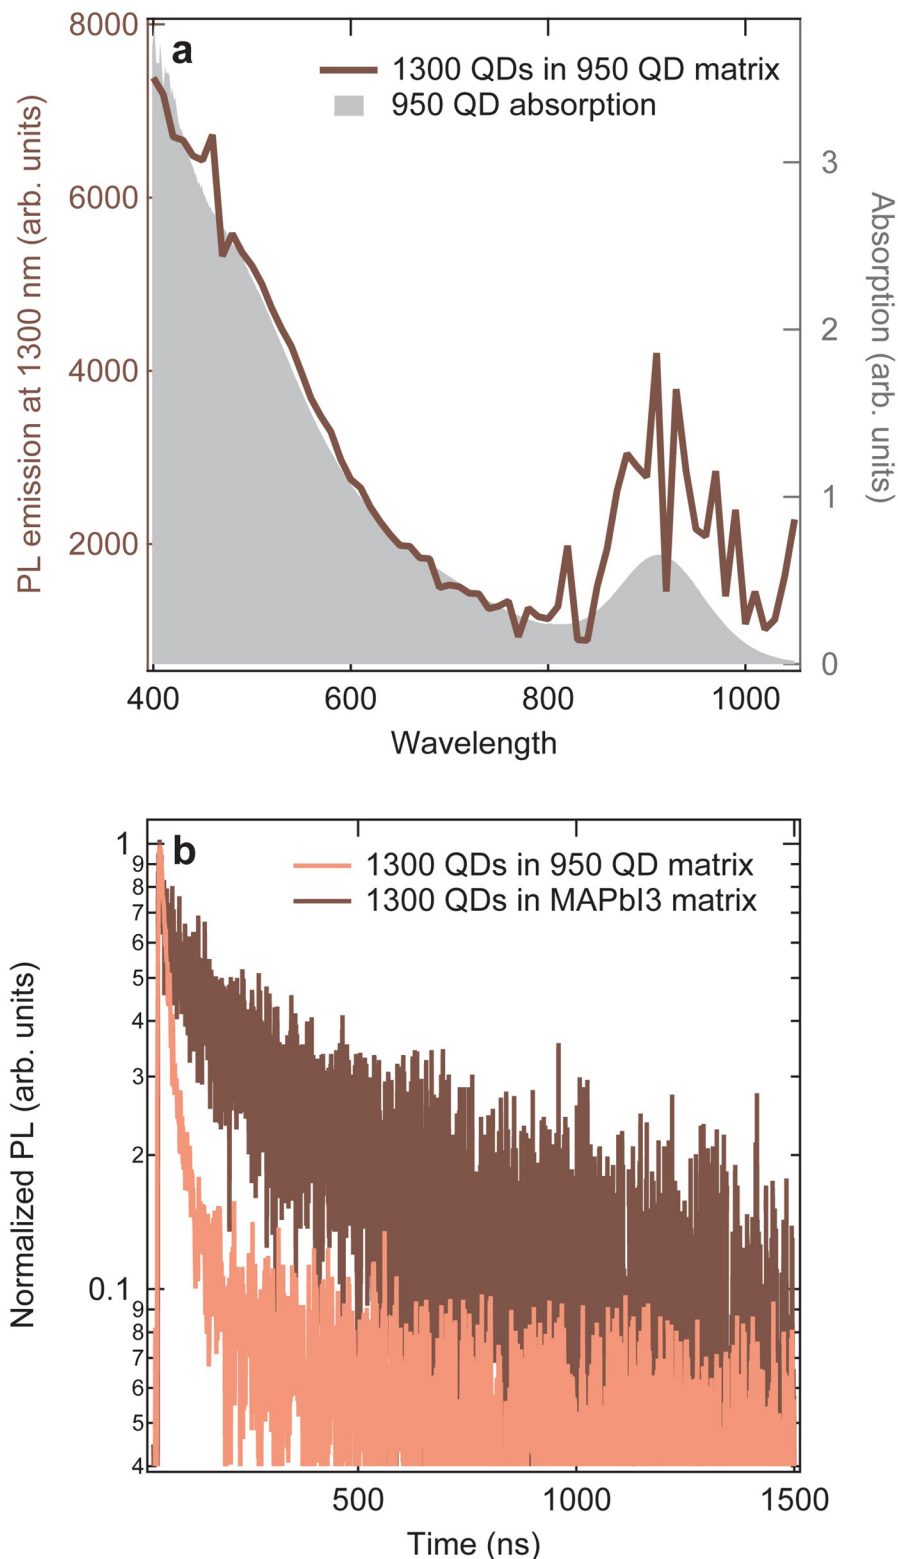 a
1300 QDs in 950 QD matrix
950 QD absorption
PL emission at 1300 nm (arb. units)
8000
6000
4000
2000
Absorption (arb. units)
3
2
1
0
400
600
800
1000
Wavelength
b
1300 QDs in 950 QD matrix
1300 QDs in MAPbI3 matrix
Normalized PL (arb. units)
1
9
8
7
6
5
4
3
2
0.1
9
8
7
6
5
4
500
1000
1500
Time (ns)